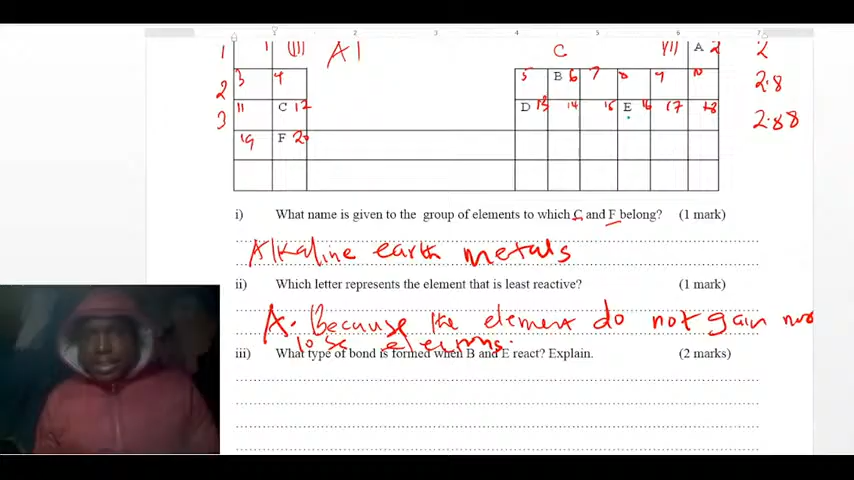 1 1 (III) Al C VII A 2 2
2 3 4 5 B 6 7 8 9 10 2.8
3 11 C 12 D 13 14 15 E 16 17 18 2.88
19 F 20
i) What name is given to the group of elements to which C and F belong? (1 mark)
Alkaline earth metals
ii) Which letter represents the element that is least reactive? (1 mark)
A. Because the element do not gain nor
lose electrons.
iii) What type of bond is formed when B and E react? Explain. (2 marks)